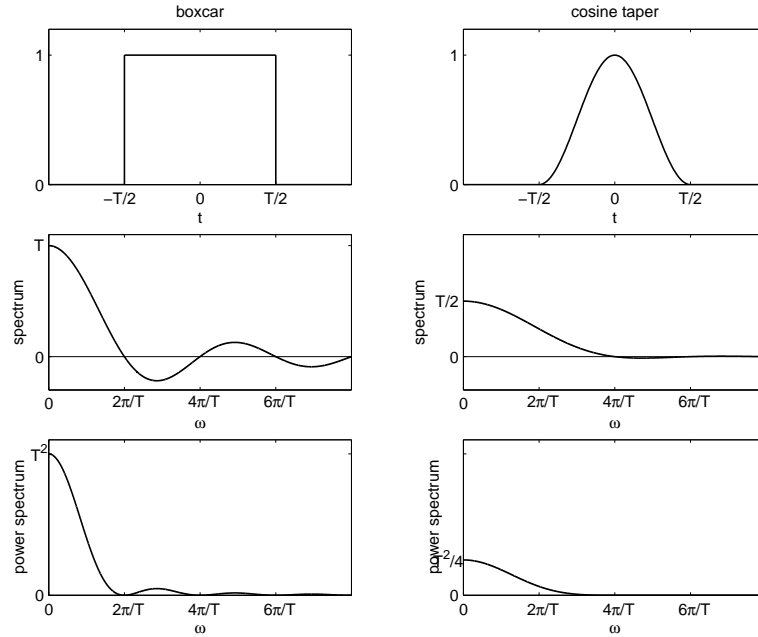 boxcar
1
0
−T/2 0 T/2
t
cosine taper
1
0
−T/2 0 T/2
t
spectrum
T
0
0 2π/T 4π/T 6π/T
ω
spectrum
T/2
0
0 2π/T 4π/T 6π/T
ω
power spectrum
T²
0
0 2π/T 4π/T 6π/T
ω
power spectrum
T²/4
0
0 2π/T 4π/T 6π/T
ω